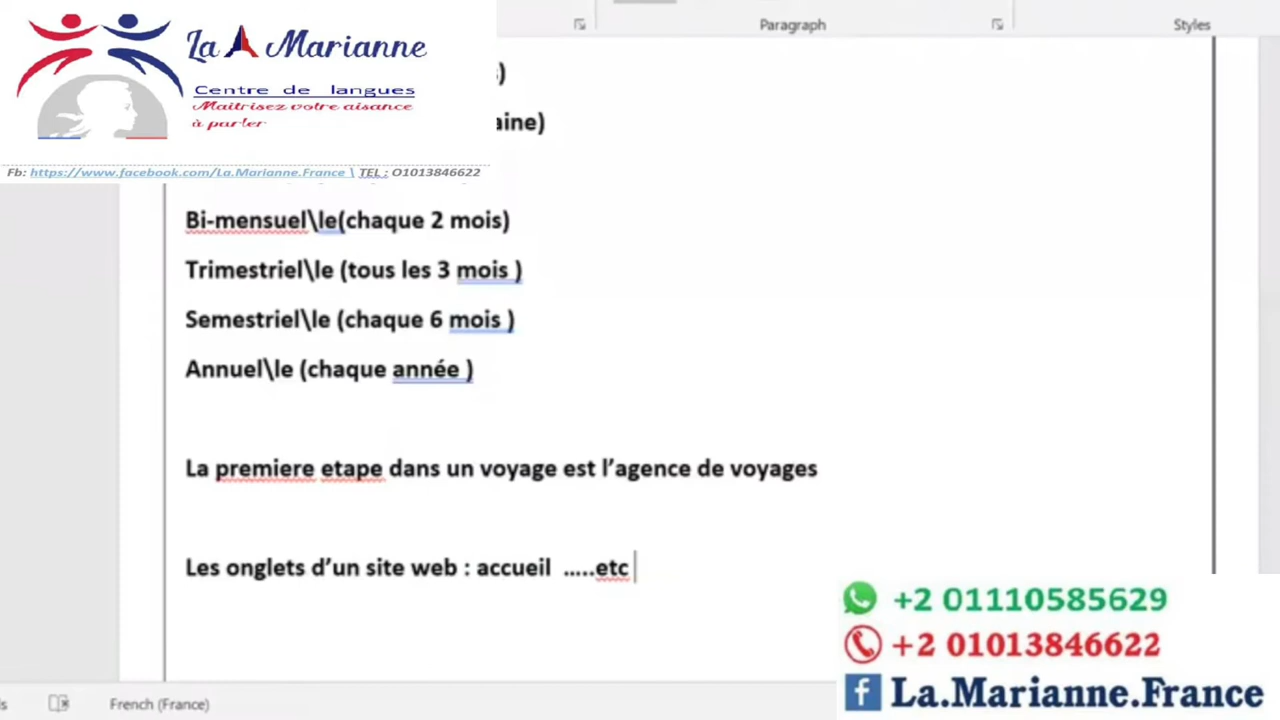 Paragraph
Styles
La Marianne
Centre de langues
Maitrisez votre aisance
à parler
Fb: https://www.facebook.com/La.Marianne.France \ TEL : O1013846622
)
aine)
Bi-mensuel\le(chaque 2 mois)
Trimestriel\le (tous les 3 mois )
Semestriel\le (chaque 6 mois )
Annuel\le (chaque année )
La premiere etape dans un voyage est l’agence de voyages
Les onglets d’un site web : accueil …..etc
+2 01110585629
+2 01013846622
La.Marianne.France
French (France)